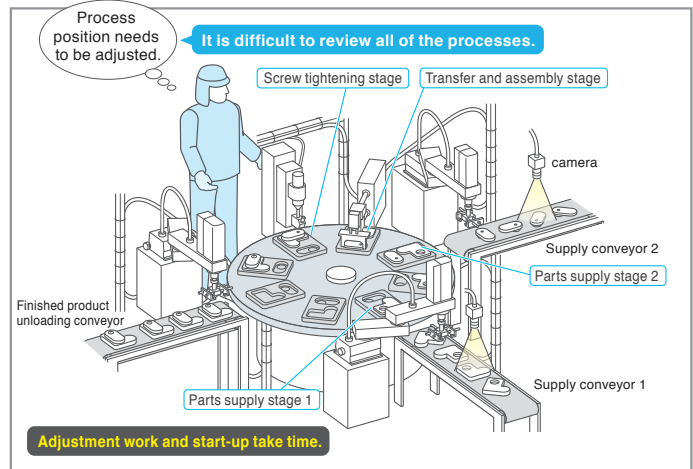 Process
position needs
to be adjusted.
It is difficult to review all of the processes.
Screw tightening stage
Transfer and assembly stage
camera
Supply conveyor 2
Parts supply stage 2
Finished product
unloading conveyor
Supply conveyor 1
Parts supply stage 1
Adjustment work and start-up take time.